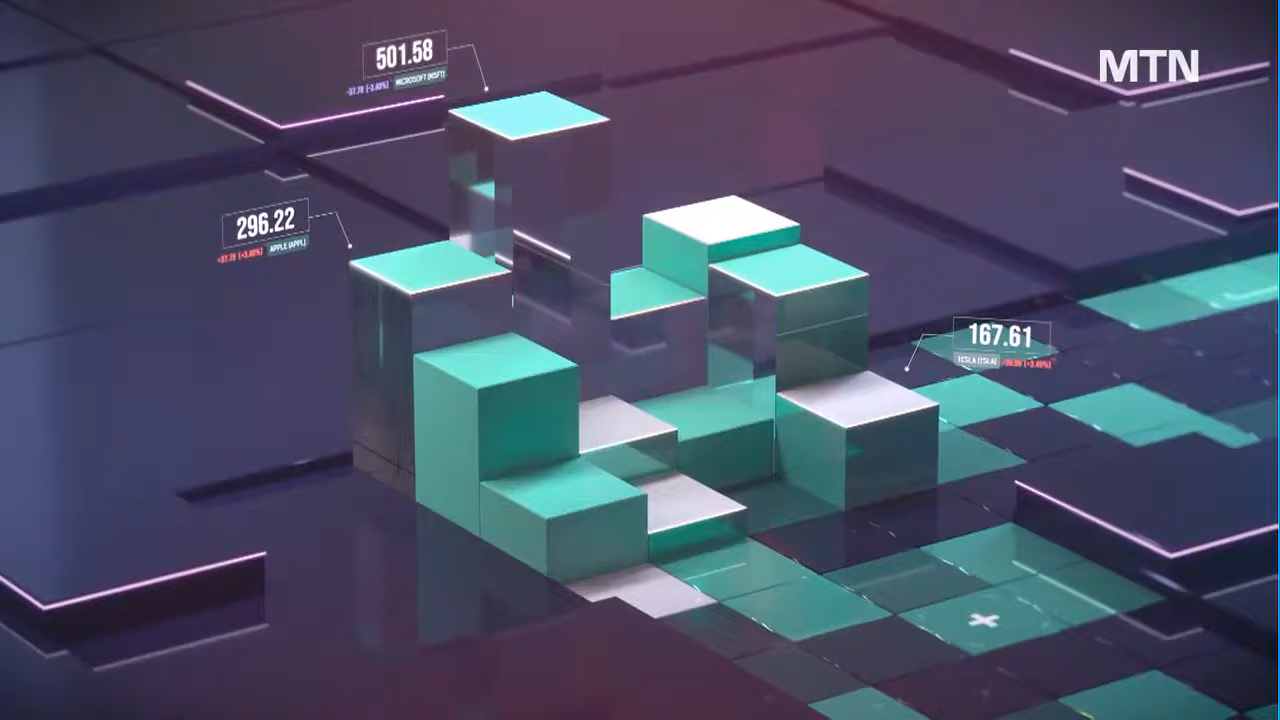 501.58
MICROSOFT (MSFT)
MTN
296.22
APPLE (APPL)
167.61
TESLA (TSLA)